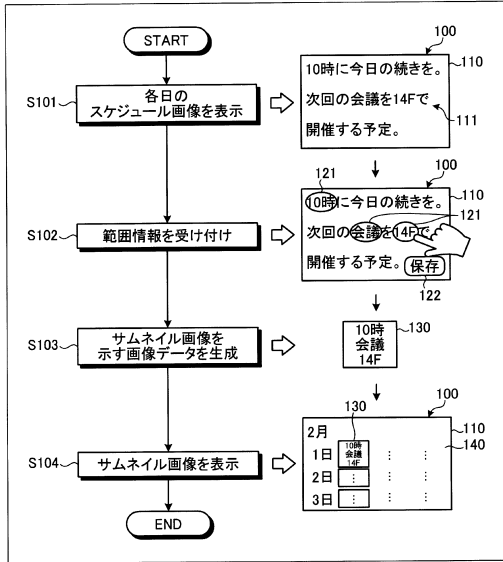 START
S101
各日の
スケジュール画像を表示
100
110
10時に今日の続きを。
次回の会議を14Fで
開催する予定。
111
S102
範囲情報を受け付け
121
100
110
10時に今日の続きを。
121
次回の会議を14Fで
開催する予定。
保存
122
S103
サムネイル画像を
示す画像データを生成
10時
会議
14F
130
S104
サムネイル画像を表示
130
100
110
140
2月
1日
10時
会議
14F
2日
3日
END